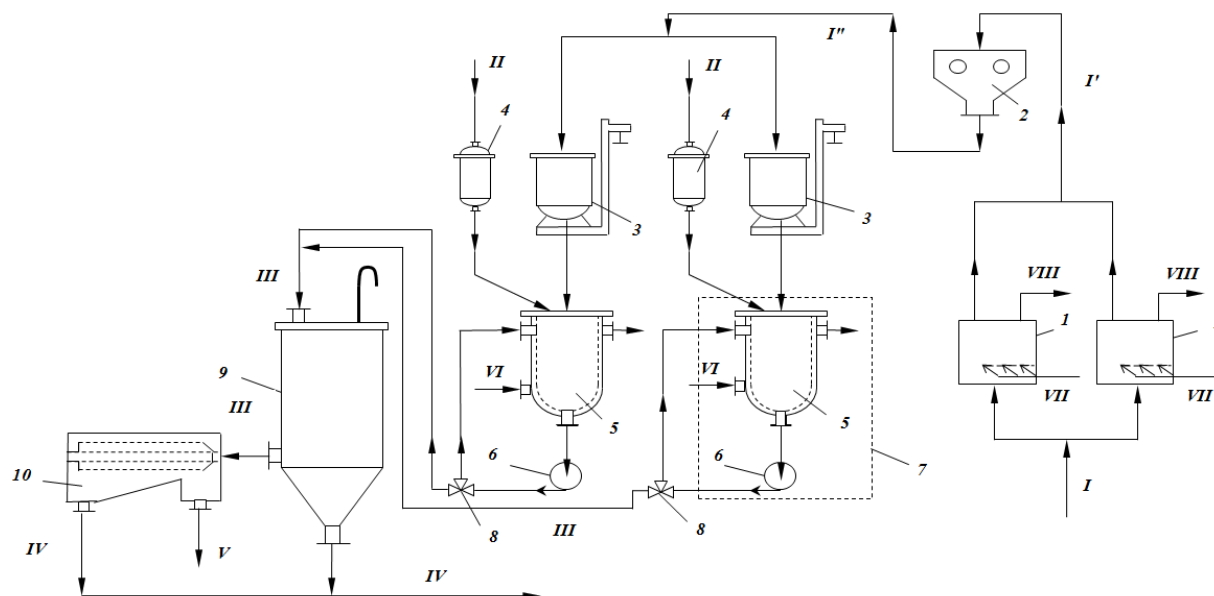 I" I'
II II 2
4 4
3 3
III VIII VIII
1
9 VI VI
III VII VII
5 5
6 6 7
10
8 III 8 I
IV V
IV